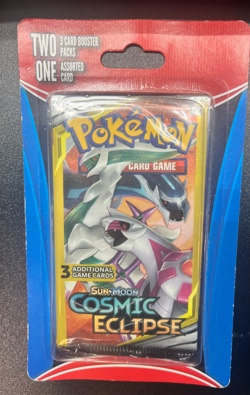 TWO
3 CARD BOOSTER
PACKS
ONE
ASSORTED
CARD
POKéMON
CARD GAME
3 ADDITIONAL
GAME CARDS
SUN & MOON
COSMIC
ECLIPSE